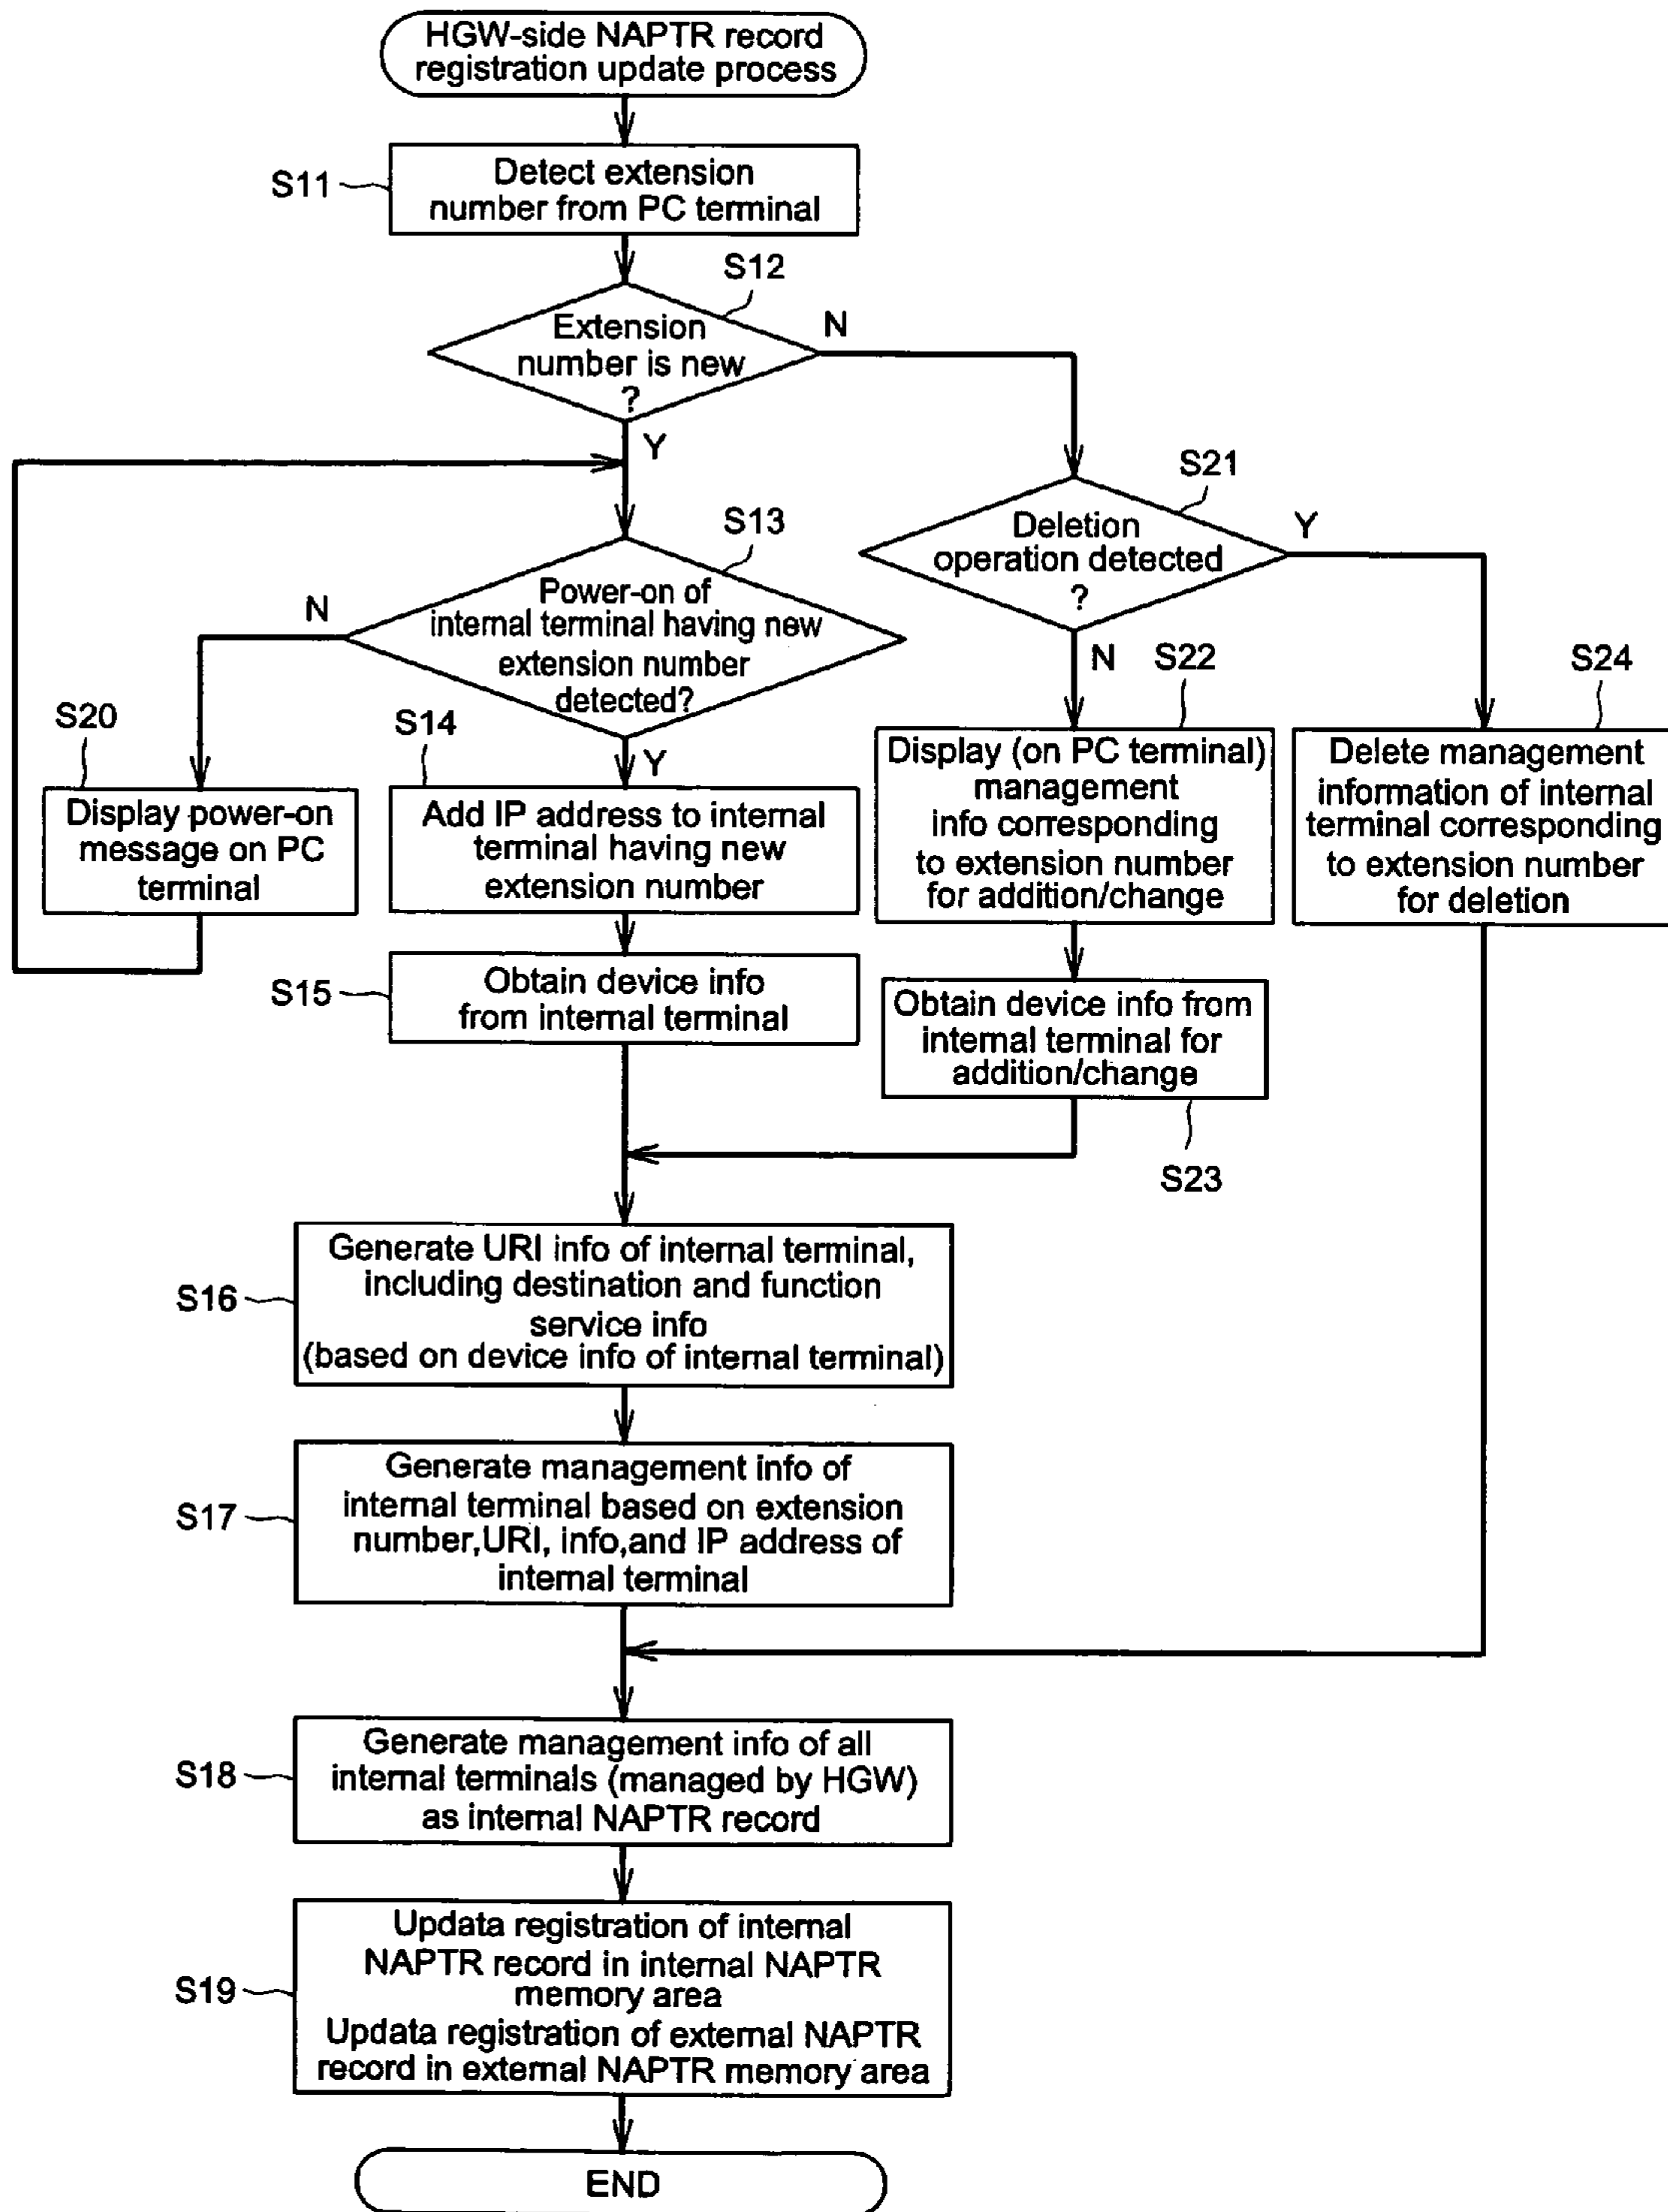 HGW-side NAPTR record
registration update process
S11
Detect extension
number from PC terminal
S12
Extension
number is new
?
N
Y
S21
Deletion
operation detected
?
Y
N
S13
Power-on of
internal terminal having new
extension number
detected?
N
Y
S20
Display power-on
message on PC
terminal
S14
Add IP address to internal
terminal having new
extension number
S22
Display (on PC terminal)
management
info corresponding
to extension number
for addition/change
S24
Delete management
information of internal
terminal corresponding
to extension number
for deletion
S15
Obtain device info
from internal terminal
Obtain device info from
internal terminal for
addition/change
S23
S16
Generate URI info of internal terminal,
including destination and function
service info
(based on device info of internal terminal)
S17
Generate management info of
internal terminal based on extension
number,URI, info,and IP address of
internal terminal
S18
Generate management info of all
internal terminals (managed by HGW)
as internal NAPTR record
S19
Updata registration of internal
NAPTR record in internal NAPTR
memory area
Updata registration of external NAPTR
record in external NAPTR memory area
END